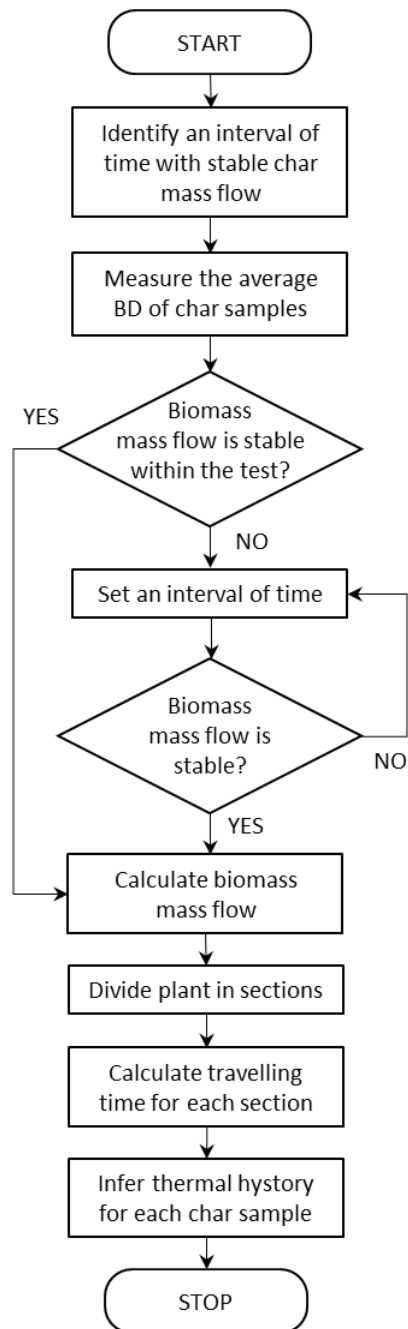 START
Identify an interval of
time with stable char
mass flow
Measure the average
BD of char samples
YES
Biomass
mass flow is stable
within the test?
NO
Set an interval of time
Biomass
mass flow is
stable?
NO
YES
Calculate biomass
mass flow
Divide plant in sections
Calculate travelling
time for each section
Infer thermal hystory
for each char sample
STOP